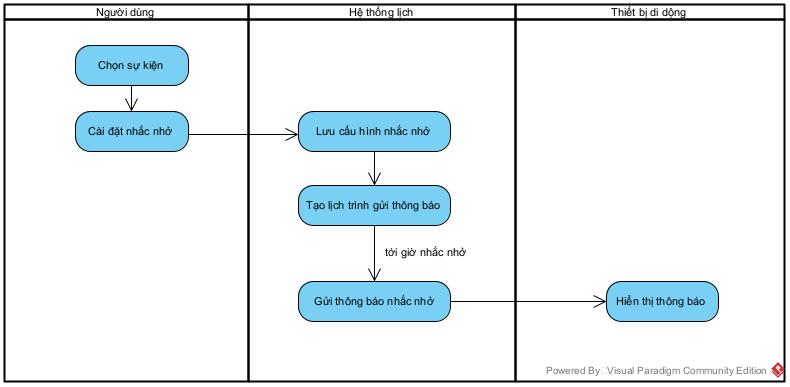 Người dùng
Hệ thống lịch
Thiết bị di dộng
Chọn sự kiện
Cài đặt nhắc nhở
Lưu cấu hình nhắc nhở
Tạo lịch trình gửi thông báo
tới giờ nhắc nhở
Gửi thông báo nhắc nhở
Hiển thị thông báo
Powered By Visual Paradigm Community Edition